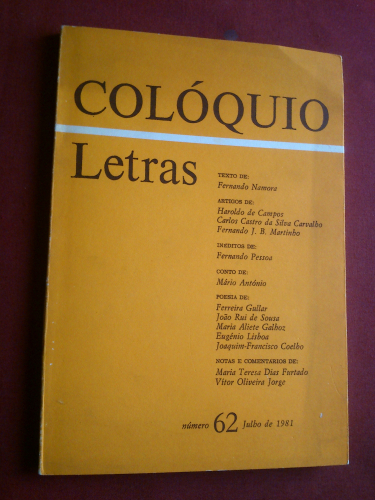 COLÓQUIO
Letras
TEXTO DE:
Fernando Namora
ARTIGOS DE:
Haroldo de Campos
Carlos Castro da Silva Carvalho
Fernando J. B. Martinho
INÉDITOS DE:
Fernando Pessoa
CONTO DE:
Mário António
POESIA DE:
Ferreira Gullar
João Rui de Sousa
Maria Aliete Galhoz
Eugénio Lisboa
Joaquim-Francisco Coelho
NOTAS E COMENTÁRIOS DE:
Maria Teresa Dias Furtado
Vítor Oliveira Jorge
número 62 Julho de 1981